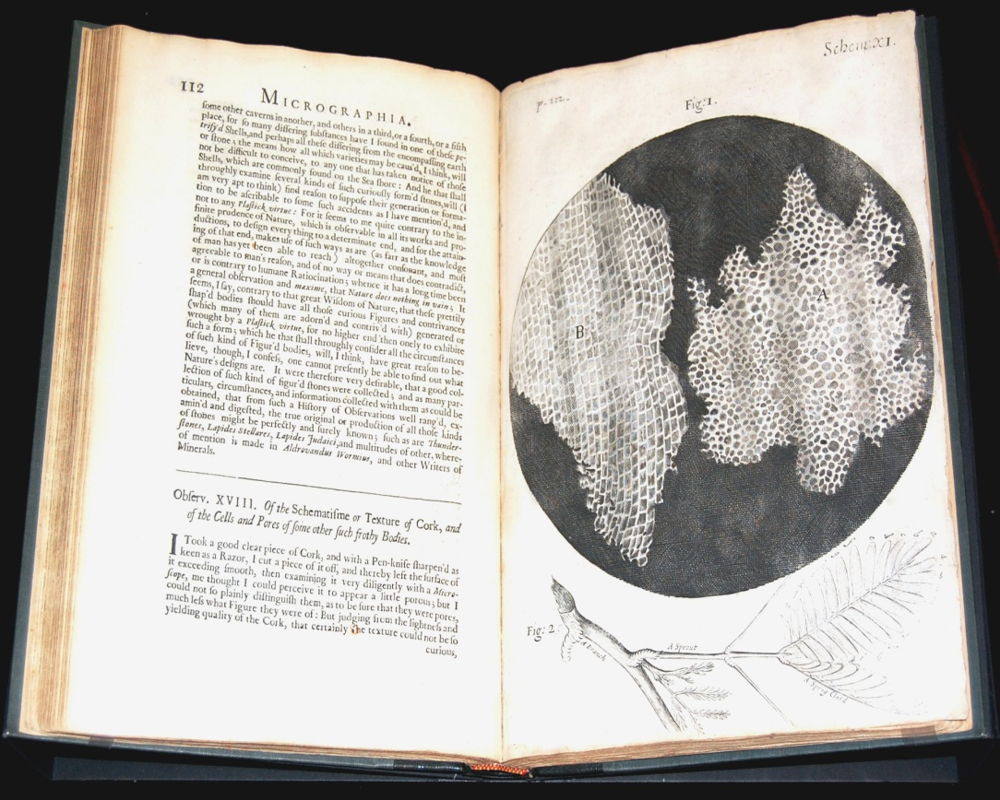 112
MICROGRAPHIA.
ſome other caverns in another, and others in a third, or a fourth, or a fifth
place, for ſo many differing ſubſtances have I found in one of theſe pe-
trify'd Shells, and perhaps all theſe differing from the encompaſſing earth
or ſtone; the means how all which varieties may be caus'd, I think, will
not be difficult to conceive, to any one that has taken notice of thoſe
Shells, which are commonly found on the Sea ſhore: And he that ſhall
throughly examine ſeveral kinds of ſuch curiouſly form'd ſtones, will (I
am very apt to think) find reaſon to ſuppoſe their generation or forma-
tion to be aſcribable to ſome ſuch accidents as I have mention'd, and
not to any Plaſtick virtue: For it ſeems to me quite contrary to the in-
finite prudence of Nature, which is obſervable in all its works and pro-
ductions, to deſign every thing to a determinate end, and for the attain-
ing of that end, makes uſe of ſuch ways as are (as farr as the knowledge
of man has yet been able to reach) altogether conſonant, and moſt
agreeable to man's reaſon, and of no way or means that does contradict,
or is contrary to humane Ratiocination; whence it has a long time been
a general obſervation and maxime, that Nature does nothing in vain; It
ſeems, I ſay, contrary to that great Wiſdom of Nature, that theſe prettily
ſhap'd bodies ſhould have all thoſe curious Figures and contrivances
(which many of them are adorn'd and contriv'd with) generated or
wrought by a Plaſtick virtue, for no higher end then onely to exhibite
ſuch a form; which he that ſhall throughly conſider all the circumſtances
of ſuch kind of Figur'd bodies, will, I think, have great reaſon to be-
lieve, though, I confeſs, one cannot preſently be able to find out what
Nature's deſigns are. It were therefore very deſirable, that a good col-
lection of ſuch kind of figur'd ſtones were collected; and as many par-
ticulars, circumſtances, and informations collected with them as could be
obtained, that from ſuch a Hiſtory of Obſervations well rang'd, ex-
amin'd and digeſted, the true original or production of all thoſe kinds
of ſtones might be perfectly and ſurely known; ſuch as are Thunder-
ſtones, Lapides Stellares, Lapides Judaici, and multitudes of other, where-
of mention is made in Aldrovandus Wormius, and other Writers of
Minerals.
Obſerv. XVIII. Of the Schematiſme or Texture of Cork, and
of the Cells and Pores of ſome other ſuch frothy Bodies.
I Took a good clear piece of Cork, and with a Pen-knife ſharpen'd as
keen as a Razor, I cut a piece of it off, and thereby left the ſurface of
it exceeding ſmooth, then examining it very diligently with a Micro-
ſcope, me thought I could perceive it to appear a little porous; but I
could not ſo plainly diſtinguiſh them, as to be ſure that they were pores,
much leſs what Figure they were of: But judging from the lightneſs and
yielding quality of the Cork, that certainly the texture could not be ſo
curious,
Schem. XI.
p. 112.
Fig: 1.
B
A
Fig: 2.
A Branch
A Sprout